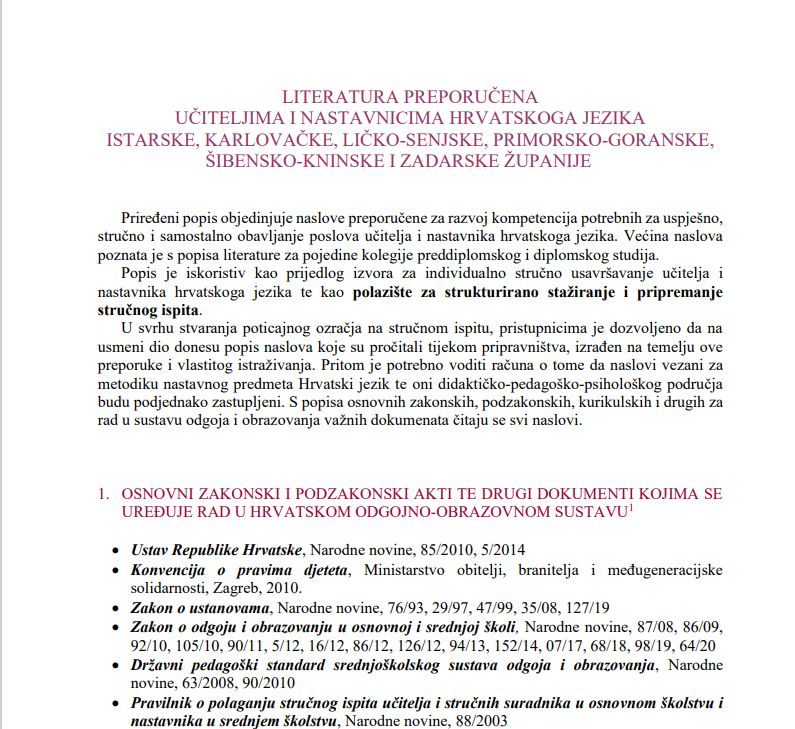 LITERATURA PREPORUČENA
UČITELJIMA I NASTAVNICIMA HRVATSKOGA JEZIKA
ISTARSKE, KARLOVAČKE, LIČKO-SENJSKE, PRIMORSKO-GORANSKE,
ŠIBENSKO-KNINSKE I ZADARSKE ŽUPANIJE
Priređeni popis objedinjuje naslove preporučene za razvoj kompetencija potrebnih za uspješno,
stručno i samostalno obavljanje poslova učitelja i nastavnika hrvatskoga jezika. Većina naslova
poznata je s popisa literature za pojedine kolegije preddiplomskog i diplomskog studija.
Popis je iskoristiv kao prijedlog izvora za individualno stručno usavršavanje učitelja i
nastavnika hrvatskoga jezika te kao polazište za strukturirano stažiranje i pripremanje
stručnog ispita.
U svrhu stvaranja poticajnog ozračja na stručnom ispitu, pristupnicima je dozvoljeno da na
usmeni dio donesu popis naslova koje su pročitali tijekom pripravništva, izrađen na temelju ove
preporuke i vlastitog istraživanja. Pritom je potrebno voditi računa o tome da naslovi vezani za
metodiku nastavnog predmeta Hrvatski jezik te oni didaktičko-pedagoško-psihološkog područja
budu podjednako zastupljeni. S popisa osnovnih zakonskih, podzakonskih, kurikulskih i drugih za
rad u sustavu odgoja i obrazovanja važnih dokumenata čitaju se svi naslovi.
1. OSNOVNI ZAKONSKI I PODZAKONSKI AKTI TE DRUGI DOKUMENTI KOJIMA SE
UREĐUJE RAD U HRVATSKOM ODGOJNO-OBRAZOVNOM SUSTAVU1
• Ustav Republike Hrvatske, Narodne novine, 85/2010, 5/2014
• Konvencija o pravima djeteta, Ministarstvo obitelji, branitelja i međugeneracijske
solidarnosti, Zagreb, 2010.
• Zakon o ustanovama, Narodne novine, 76/93, 29/97, 47/99, 35/08, 127/19
• Zakon o odgoju i obrazovanju u osnovnoj i srednjoj školi, Narodne novine, 87/08, 86/09,
92/10, 105/10, 90/11, 5/12, 16/12, 86/12, 126/12, 94/13, 152/14, 07/17, 68/18, 98/19, 64/20
• Državni pedagoški standard srednjoškolskog sustava odgoja i obrazovanja, Narodne
novine, 63/2008, 90/2010
• Pravilnik o polaganju stručnog ispita učitelja i stručnih suradnika u osnovnom školstvu i
nastavnika u srednjem školstvu, Narodne novine, 88/2003